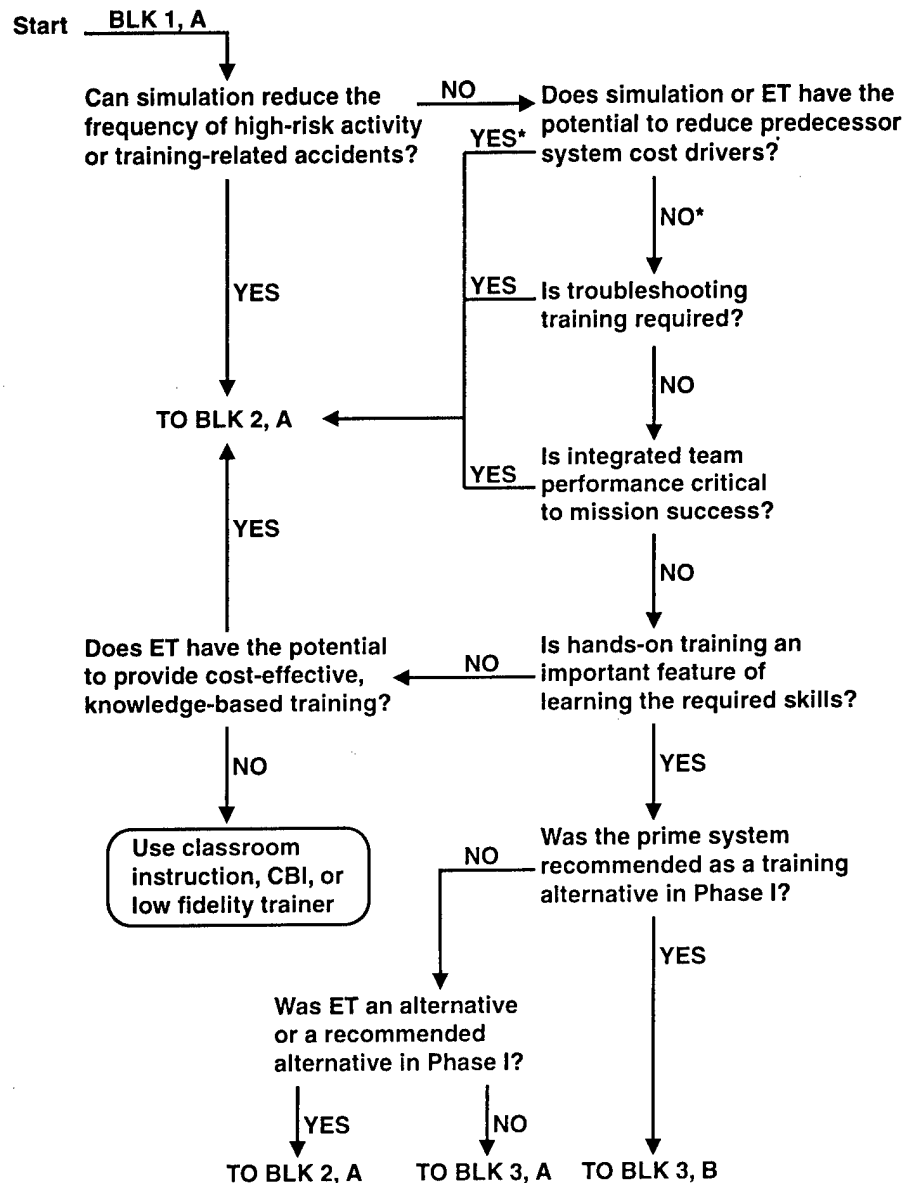 Start
BLK 1, A
Can simulation reduce the
frequency of high-risk activity
or training-related accidents?
NO
Does simulation or ET have the
potential to reduce predecessor
system cost drivers?
YES*
NO*
YES
YES
Is troubleshooting
training required?
NO
TO BLK 2, A
YES
Is integrated team
performance critical
to mission success?
YES
NO
Does ET have the potential
to provide cost-effective,
knowledge-based training?
NO
Is hands-on training an
important feature of
learning the required skills?
NO
YES
Use classroom
instruction, CBI, or
low fidelity trainer
NO
Was the prime system
recommended as a training
alternative in Phase I?
YES
Was ET an alternative
or a recommended
alternative in Phase I?
YES
NO
TO BLK 2, A
TO BLK 3, A
TO BLK 3, B